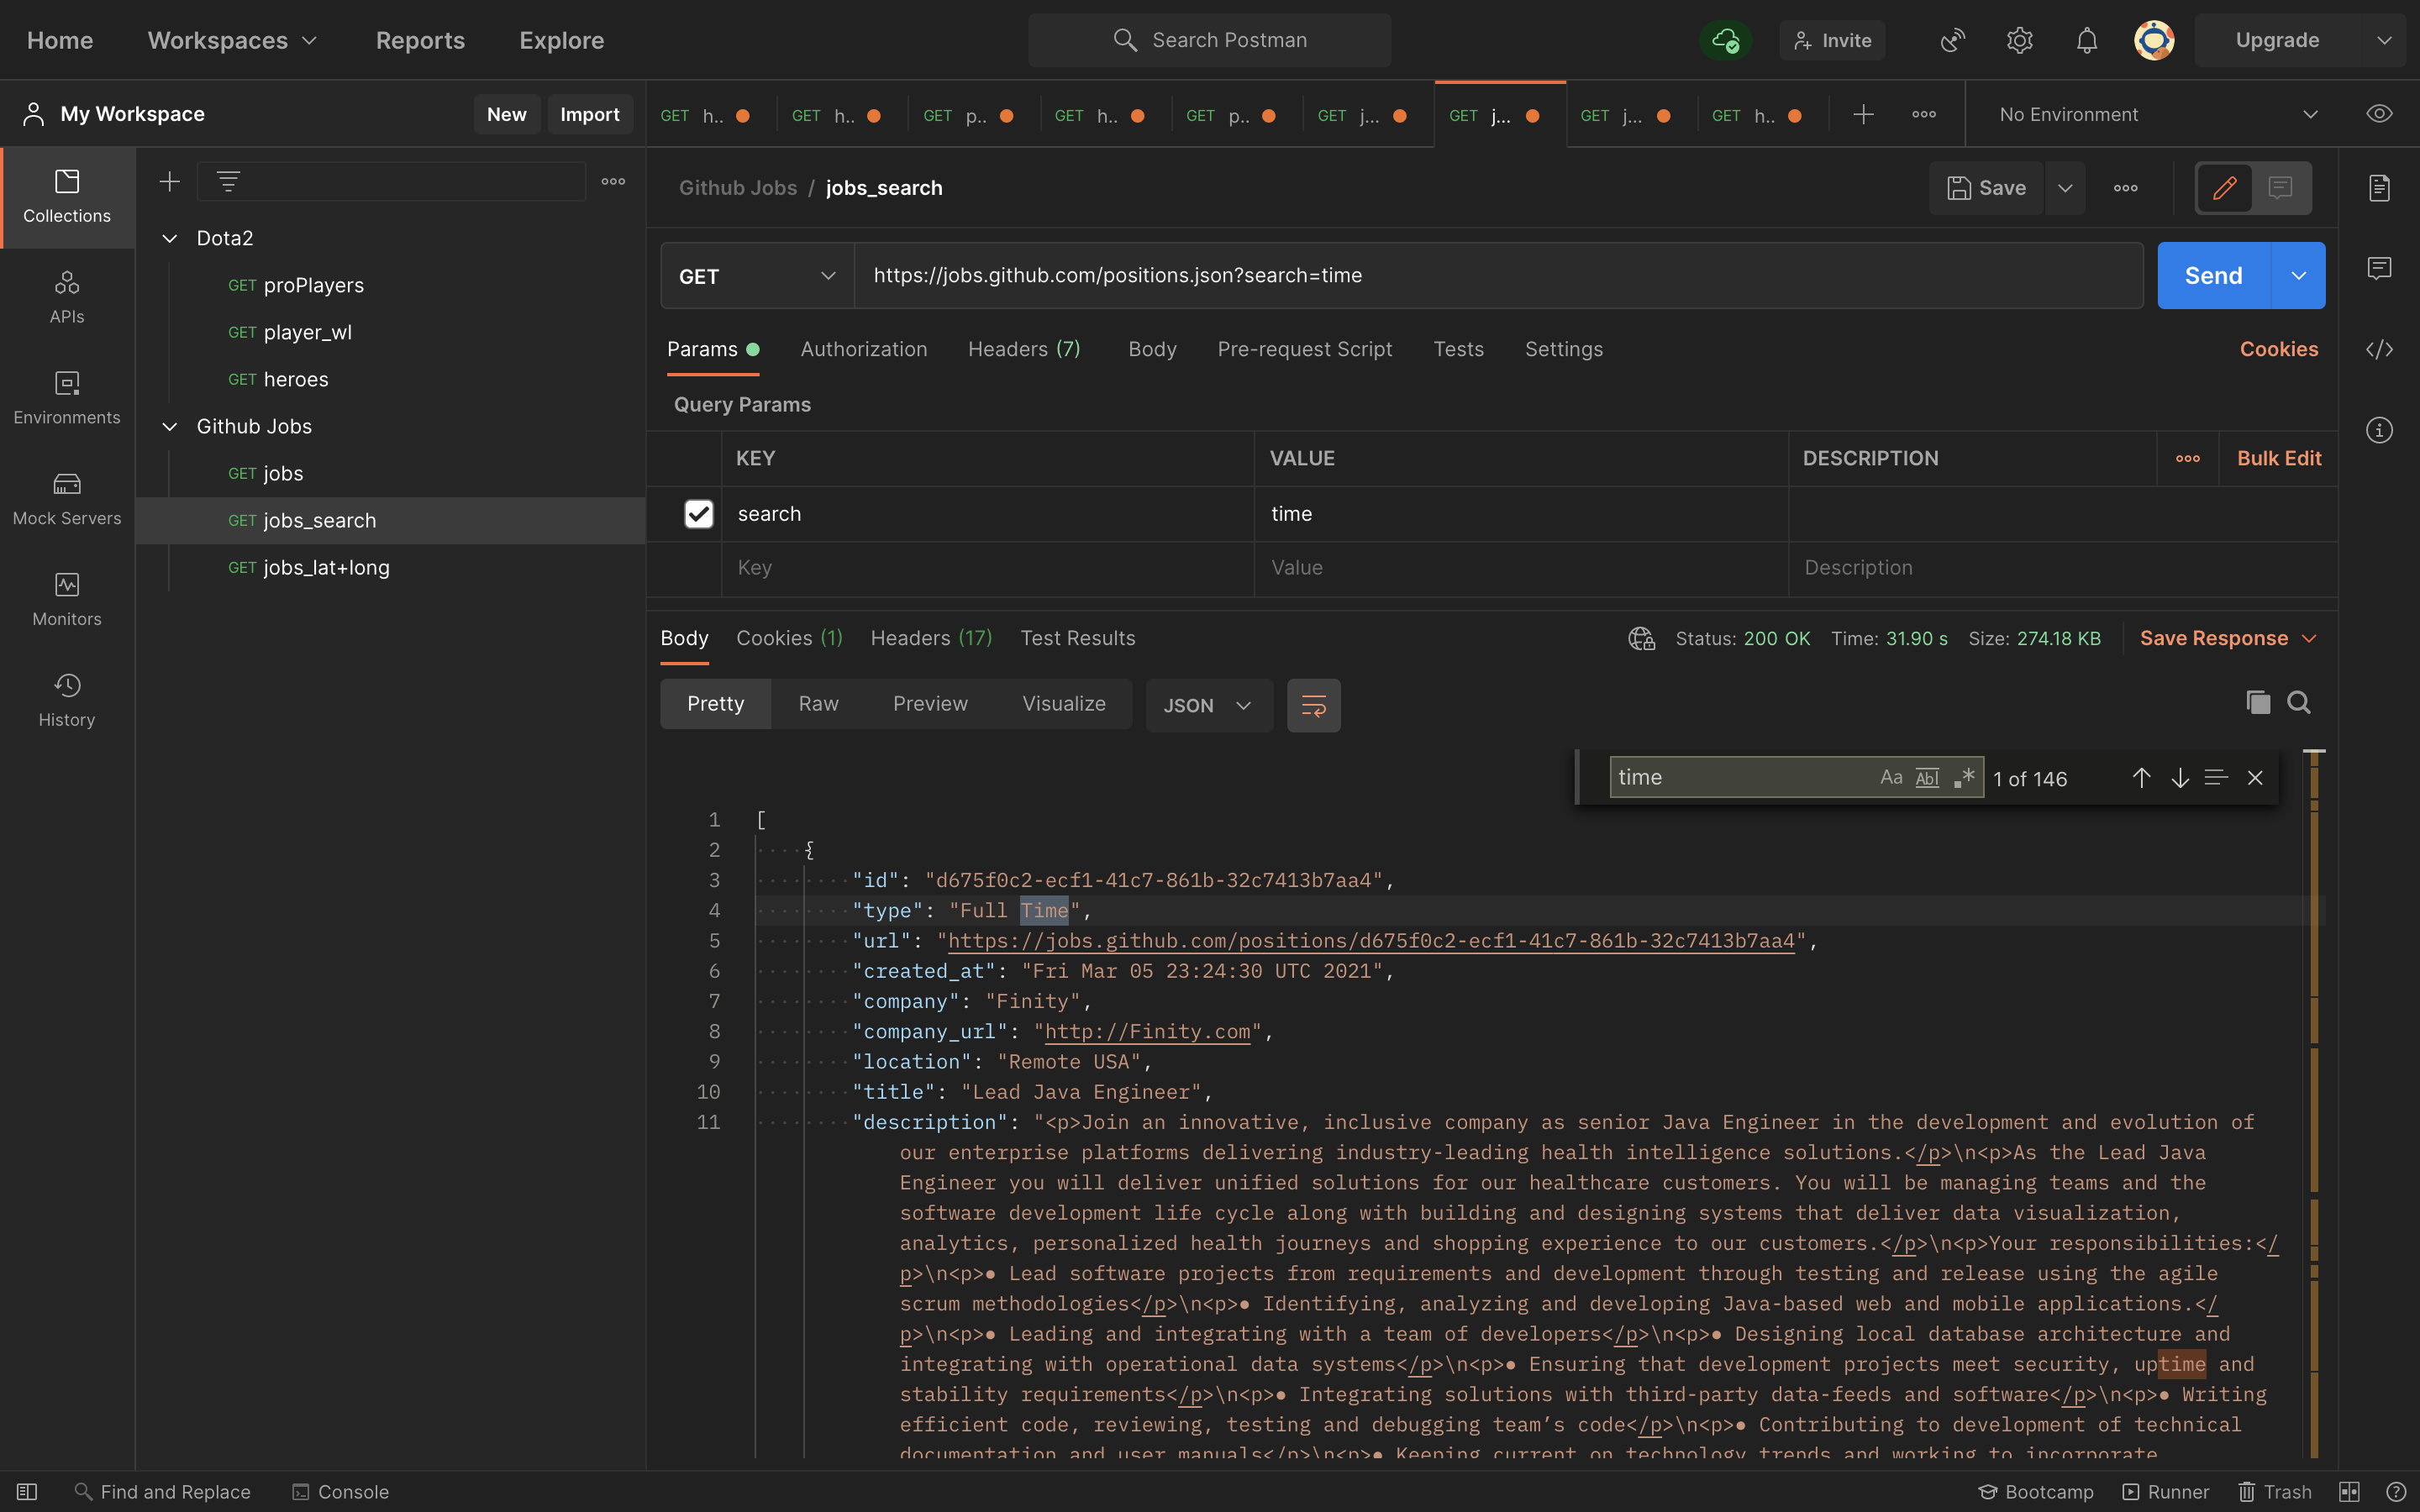 Home Workspaces Reports Explore Search Postman Invite Upgrade
My Workspace New Import GET h.. GET h.. GET p.. GET h.. GET p.. GET j... GET j... GET j... GET h.. No Environment
Collections
APIs
Environments
Mock Servers
Monitors
History
Dota2
GET proPlayers
GET player_wl
GET heroes
Github Jobs
GET jobs
GET jobs_search
GET jobs_lat+long
Github Jobs / jobs_search Save
GET https://jobs.github.com/positions.json?search=time Send
Params Authorization Headers (7) Body Pre-request Script Tests Settings Cookies
Query Params
KEY VALUE DESCRIPTION Bulk Edit
search time
Key Value Description
Body Cookies (1) Headers (17) Test Results Status: 200 OK Time: 31.90 s Size: 274.18 KB Save Response
Pretty Raw Preview Visualize JSON
time Aa Abl .* 1 of 146
1 [
2 {
3 "id": "d675f0c2-ecf1-41c7-861b-32c7413b7aa4",
4 "type": "Full Time",
5 "url": "https://jobs.github.com/positions/d675f0c2-ecf1-41c7-861b-32c7413b7aa4",
6 "created_at": "Fri Mar 05 23:24:30 UTC 2021",
7 "company": "Finity",
8 "company_url": "http://Finity.com",
9 "location": "Remote USA",
10 "title": "Lead Java Engineer",
11 "description": "<p>Join an innovative, inclusive company as senior Java Engineer in the development and evolution of
our enterprise platforms delivering industry-leading health intelligence solutions.</p>\n<p>As the Lead Java
Engineer you will deliver unified solutions for our healthcare customers. You will be managing teams and the
software development life cycle along with building and designing systems that deliver data visualization,
analytics, personalized health journeys and shopping experience to our customers.</p>\n<p>Your responsibilities:</
p>\n<p>● Lead software projects from requirements and development through testing and release using the agile
scrum methodologies</p>\n<p>● Identifying, analyzing and developing Java-based web and mobile applications.</
p>\n<p>● Leading and integrating with a team of developers</p>\n<p>● Designing local database architecture and
integrating with operational data systems</p>\n<p>● Ensuring that development projects meet security, uptime and
stability requirements</p>\n<p>● Integrating solutions with third-party data-feeds and software</p>\n<p>● Writing
efficient code, reviewing, testing and debugging team’s code</p>\n<p>● Contributing to development of technical
documentation and user manuals</p>\n<p>● Keeping current on technology trends and working to incorporate
Find and Replace Console Bootcamp Runner Trash